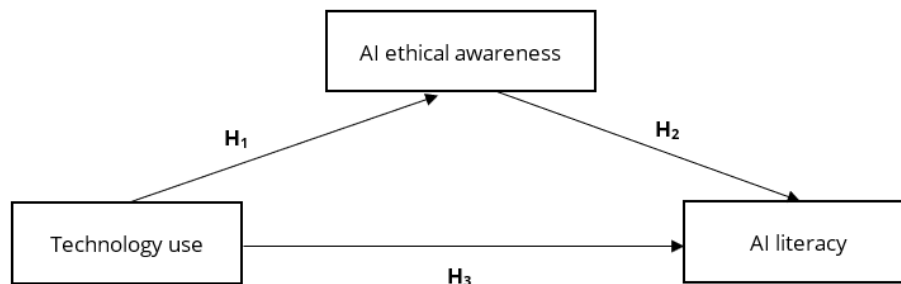 AI ethical awareness
H₁
H₂
Technology use
AI literacy
H₃